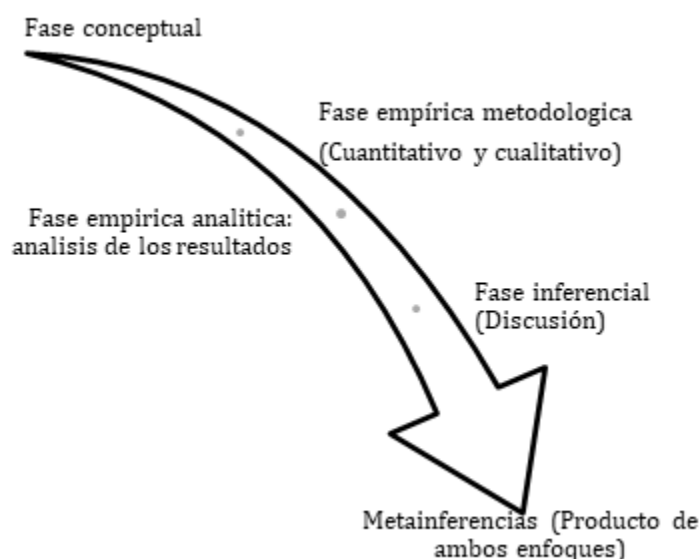 Fase conceptual
Fase empírica metodologica
(Cuantitativo y cualitativo)
Fase empirica analitica:
analisis de los resultados
Fase inferencial
(Discusión)
Metainferencias (Producto de
ambos enfoques)